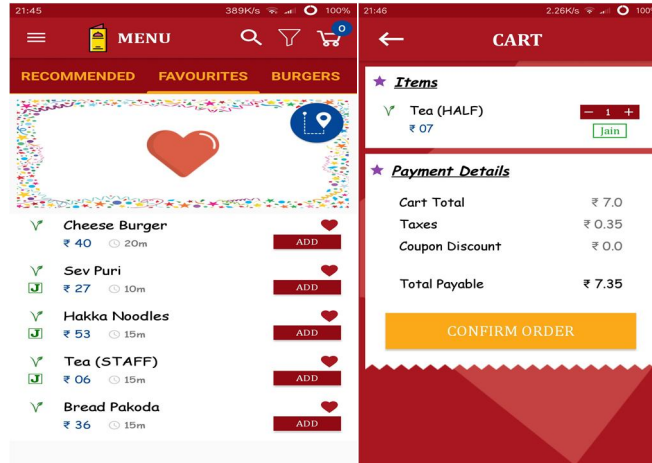 21:45 389K/s 100%
MENU 0
RECOMMENDED FAVOURITES BURGERS
Cheese Burger
₹ 40 20m ADD
Sev Puri
J ₹ 27 10m ADD
Hakka Noodles
J ₹ 53 15m ADD
Tea (STAFF)
J ₹ 06 15m ADD
Bread Pakoda
₹ 36 15m ADD
21:46 2.26K/s 100%
CART
Items
Tea (HALF) − 1 +
₹ 07 Jain
Payment Details
Cart Total ₹ 7.0
Taxes ₹ 0.35
Coupon Discount ₹ 0.0
Total Payable ₹ 7.35
CONFIRM ORDER